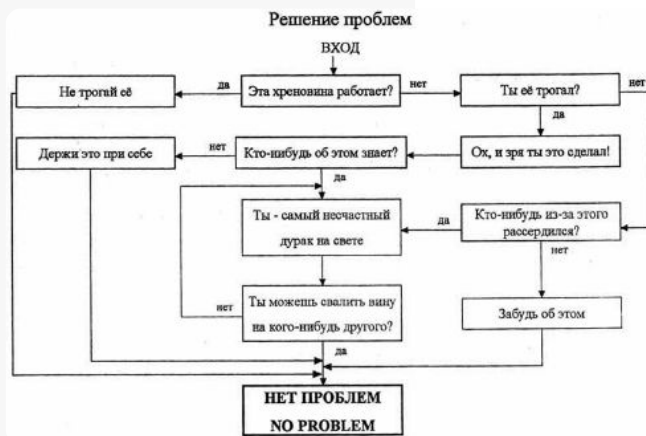 Решение проблем
ВХОД
Не трогай её
да
Эта хреновина работает?
нет
Ты её трогал?
нет
да
Держи это при себе
нет
Кто-нибудь об этом знает?
Ох, и зря ты это сделал!
да
Ты - самый несчастный
дурак на свете
да
Кто-нибудь из-за этого
рассердился?
нет
нет
Ты можешь свалить вину
на кого-нибудь другого?
Забудь об этом
да
НЕТ ПРОБЛЕМ
NO PROBLEM